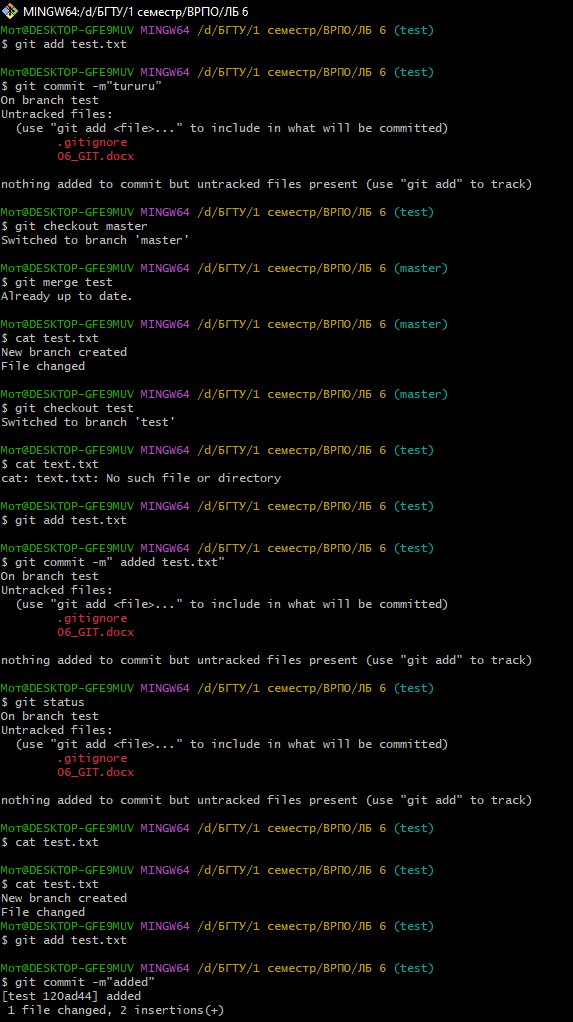 MINGW64:/d/БГТУ/1 семестр/ВРПО/ЛБ 6
Мот@DESKTOP-GFE9MUV MINGW64 /d/БГТУ/1 семестр/ВРПО/ЛБ 6 (test)
$ git add test.txt
Мот@DESKTOP-GFE9MUV MINGW64 /d/БГТУ/1 семестр/ВРПО/ЛБ 6 (test)
$ git commit -m"tururu"
On branch test
Untracked files:
(use "git add <file>..." to include in what will be committed)
.gitignore
06_GIT.docx
nothing added to commit but untracked files present (use "git add" to track)
Мот@DESKTOP-GFE9MUV MINGW64 /d/БГТУ/1 семестр/ВРПО/ЛБ 6 (test)
$ git checkout master
Switched to branch 'master'
Мот@DESKTOP-GFE9MUV MINGW64 /d/БГТУ/1 семестр/ВРПО/ЛБ 6 (master)
$ git merge test
Already up to date.
Мот@DESKTOP-GFE9MUV MINGW64 /d/БГТУ/1 семестр/ВРПО/ЛБ 6 (master)
$ cat test.txt
New branch created
File changed
Мот@DESKTOP-GFE9MUV MINGW64 /d/БГТУ/1 семестр/ВРПО/ЛБ 6 (master)
$ git checkout test
Switched to branch 'test'
Мот@DESKTOP-GFE9MUV MINGW64 /d/БГТУ/1 семестр/ВРПО/ЛБ 6 (test)
$ cat text.txt
cat: text.txt: No such file or directory
Мот@DESKTOP-GFE9MUV MINGW64 /d/БГТУ/1 семестр/ВРПО/ЛБ 6 (test)
$ git add test.txt
Мот@DESKTOP-GFE9MUV MINGW64 /d/БГТУ/1 семестр/ВРПО/ЛБ 6 (test)
$ git commit -m" added test.txt"
On branch test
Untracked files:
(use "git add <file>..." to include in what will be committed)
.gitignore
06_GIT.docx
nothing added to commit but untracked files present (use "git add" to track)
Мот@DESKTOP-GFE9MUV MINGW64 /d/БГТУ/1 семестр/ВРПО/ЛБ 6 (test)
$ git status
On branch test
Untracked files:
(use "git add <file>..." to include in what will be committed)
.gitignore
06_GIT.docx
nothing added to commit but untracked files present (use "git add" to track)
Мот@DESKTOP-GFE9MUV MINGW64 /d/БГТУ/1 семестр/ВРПО/ЛБ 6 (test)
$ cat test.txt
Мот@DESKTOP-GFE9MUV MINGW64 /d/БГТУ/1 семестр/ВРПО/ЛБ 6 (test)
$ cat test.txt
New branch created
File changed
Мот@DESKTOP-GFE9MUV MINGW64 /d/БГТУ/1 семестр/ВРПО/ЛБ 6 (test)
$ git add test.txt
Мот@DESKTOP-GFE9MUV MINGW64 /d/БГТУ/1 семестр/ВРПО/ЛБ 6 (test)
$ git commit -m"added"
[test 120ad44] added
1 file changed, 2 insertions(+)